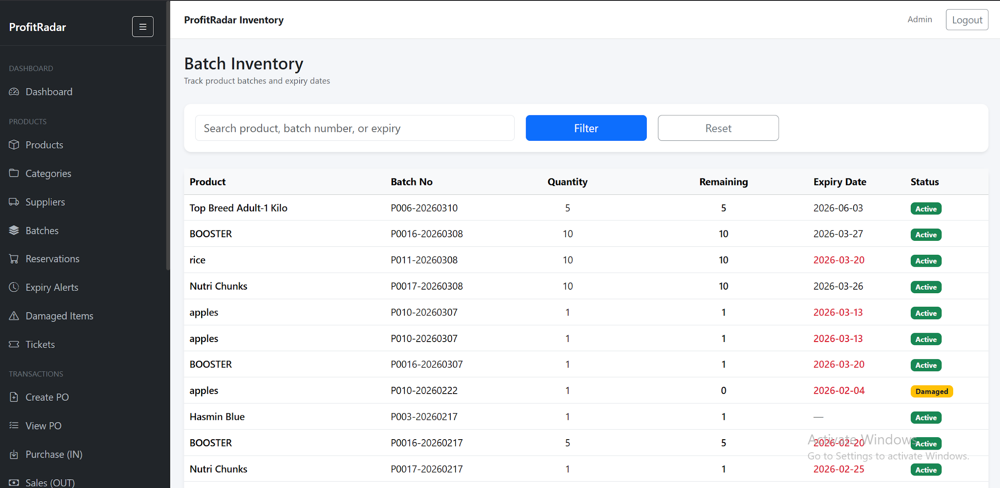 ProfitRadar
DASHBOARD
Dashboard
PRODUCTS
Products
Categories
Suppliers
Batches
Reservations
Expiry Alerts
Damaged Items
Tickets
TRANSACTIONS
Create PO
View PO
Purchase (IN)
Sales (OUT)
ProfitRadar Inventory Admin Logout
Batch Inventory
Track product batches and expiry dates
Search product, batch number, or expiry Filter Reset
Product Batch No Quantity Remaining Expiry Date Status
Top Breed Adult-1 Kilo P006-20260310 5 5 2026-06-03 Active
BOOSTER P0016-20260308 10 10 2026-03-27 Active
rice P011-20260308 10 10 2026-03-20 Active
Nutri Chunks P0017-20260308 10 10 2026-03-26 Active
apples P010-20260307 1 1 2026-03-13 Active
apples P010-20260307 1 1 2026-03-13 Active
BOOSTER P0016-20260307 1 1 2026-03-20 Active
apples P010-20260222 1 0 2026-02-04 Damaged
Hasmin Blue P003-20260217 1 1 — Active
BOOSTER P0016-20260217 5 5 2026-02-20 Active
Nutri Chunks P0017-20260217 1 1 2026-02-25 Active
Activate Windows
Go to Settings to activate Windows.